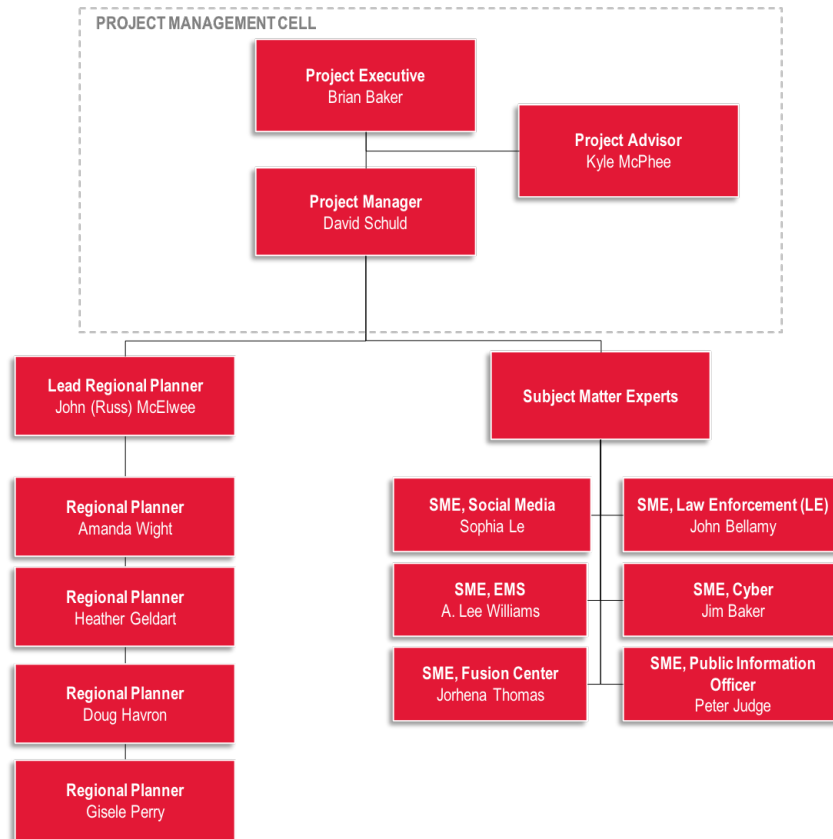 PROJECT MANAGEMENT CELL
Project Executive
Brian Baker
Project Advisor
Kyle McPhee
Project Manager
David Schuld
Lead Regional Planner
John (Russ) McElwee
Subject Matter Experts
Regional Planner
Amanda Wight
Regional Planner
Heather Geldart
Regional Planner
Doug Havron
Regional Planner
Gisele Perry
SME, Social Media
Sophia Le
SME, Law Enforcement (LE)
John Bellamy
SME, EMS
A. Lee Williams
SME, Cyber
Jim Baker
SME, Fusion Center
Jorhena Thomas
SME, Public Information
Officer
Peter Judge